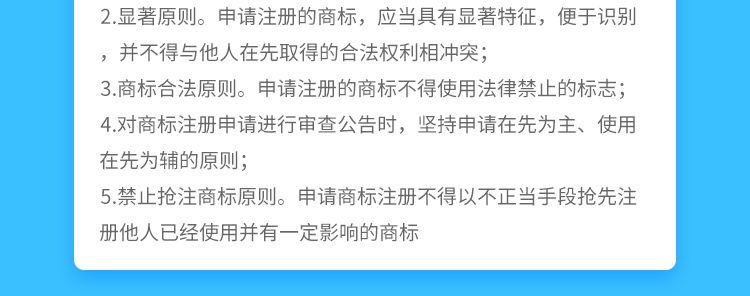 2.显著原则。申请注册的商标，应当具有显著特征，便于识别
，并不得与他人在先取得的合法权利相冲突；
3.商标合法原则。申请注册的商标不得使用法律禁止的标志；
4.对商标注册申请进行审查公告时，坚持申请在先为主、使用
在先为辅的原则；
5.禁止抢注商标原则。申请商标注册不得以不正当手段抢先注
册他人已经使用并有一定影响的商标